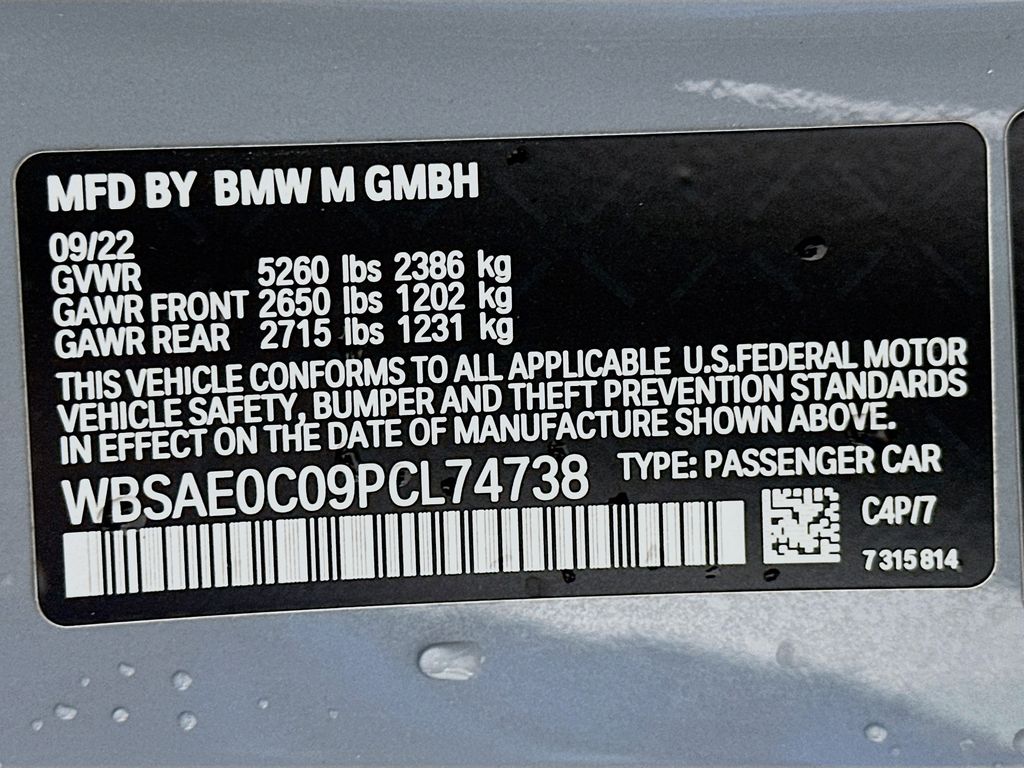 MFD BY BMW M GMBH
09/22
GVWR 5260 lbs 2386 kg
GAWR FRONT 2650 lbs 1202 kg
GAWR REAR 2715 lbs 1231 kg
THIS VEHICLE CONFORMS TO ALL APPLICABLE U.S.FEDERAL MOTOR
VEHICLE SAFETY, BUMPER AND THEFT PREVENTION STANDARDS
IN EFFECT ON THE DATE OF MANUFACTURE SHOWN ABOVE.
WBSAE0C09PCL74738 TYPE: PASSENGER CAR
C4P/7
7 315 814